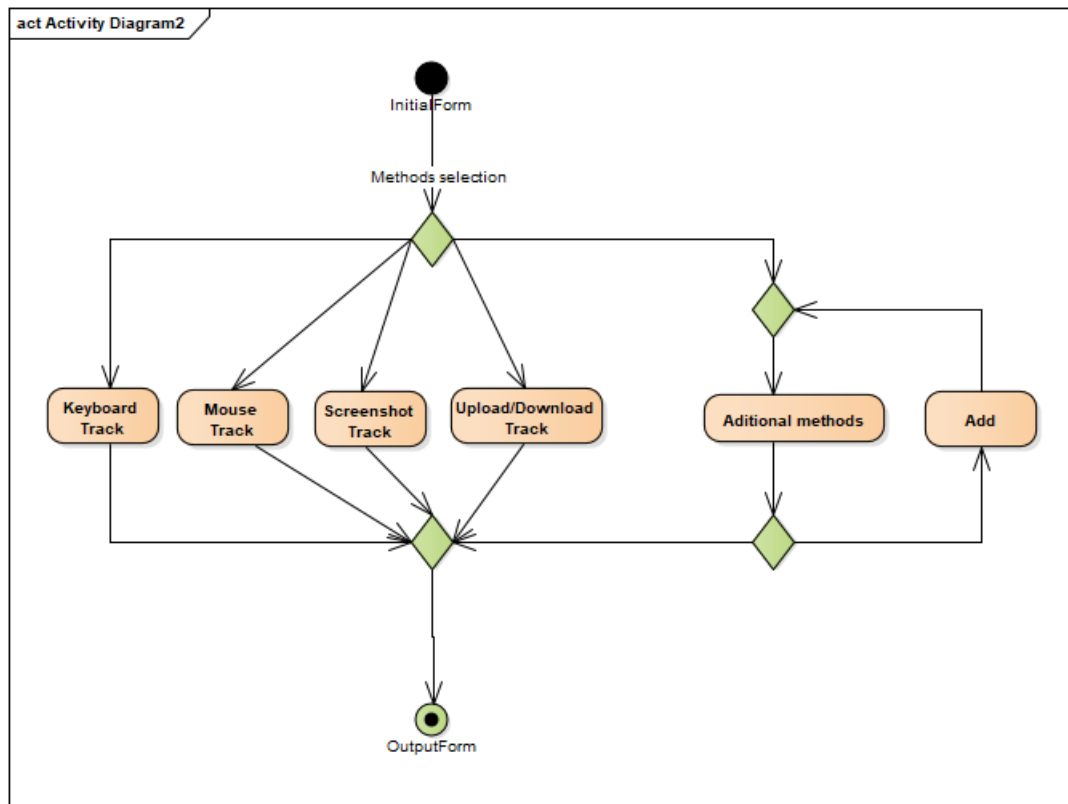 act Activity Diagram2
InitialForm
Methods selection
Keyboard
Track
Mouse
Track
Screenshot
Track
Upload/Download
Track
Aditional methods
Add
OutputForm